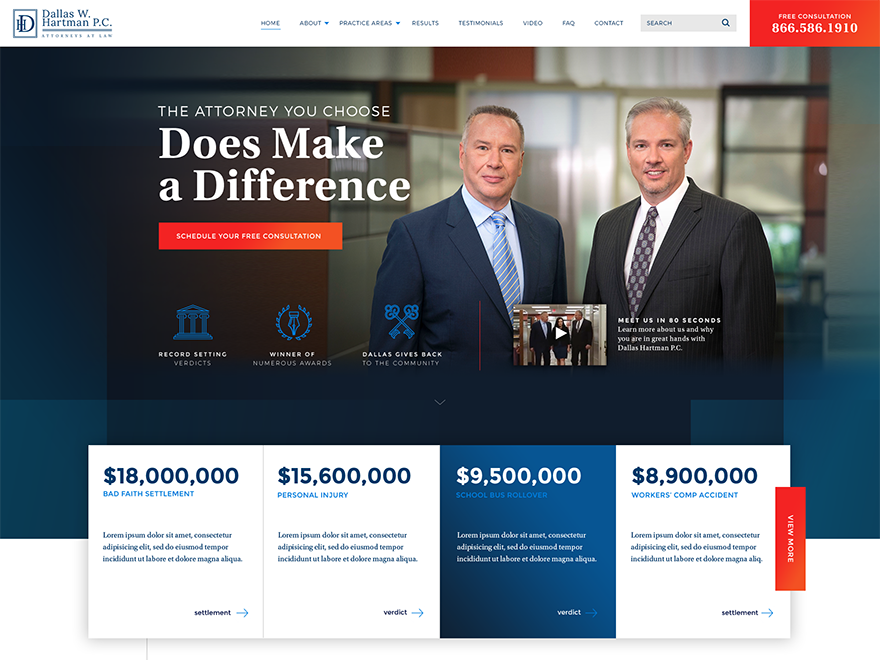 Dallas W.
Hartman P.C.
ATTORNEYS AT LAW
HOME
ABOUT
PRACTICE AREAS
RESULTS
TESTIMONIALS
VIDEO
FAQ
CONTACT
SEARCH
FREE CONSULTATION
866.586.1910
THE ATTORNEY YOU CHOOSE
Does Make
a Difference
SCHEDULE YOUR FREE CONSULTATION
RECORD SETTING
VERDICTS
WINNER OF
NUMEROUS AWARDS
DALLAS GIVES BACK
TO THE COMMUNITY
MEET US IN 80 SECONDS
Learn more about us and why
you are in great hands with
Dallas Hartman P.C.
$18,000,000
BAD FAITH SETTLEMENT
Lorem ipsum dolor sit amet, consectetur
adipisicing elit, sed do eiusmod tempor
incididunt ut labore et dolore magna aliqua.
settlement
$15,600,000
PERSONAL INJURY
Lorem ipsum dolor sit amet, consectetur
adipisicing elit, sed do eiusmod tempor
incididunt ut labore et dolore magna aliqua.
verdict
$9,500,000
SCHOOL BUS ROLLOVER
Lorem ipsum dolor sit amet, consectetur
adipisicing elit, sed do eiusmod tempor
incididunt ut labore et dolore magna aliqua.
verdict
$8,900,000
WORKERS' COMP ACCIDENT
Lorem ipsum dolor sit amet, consectetur
adipisicing elit, sed do eiusmod tempor
incididunt ut labore et dolore magna aliq.
settlement
VIEW MORE